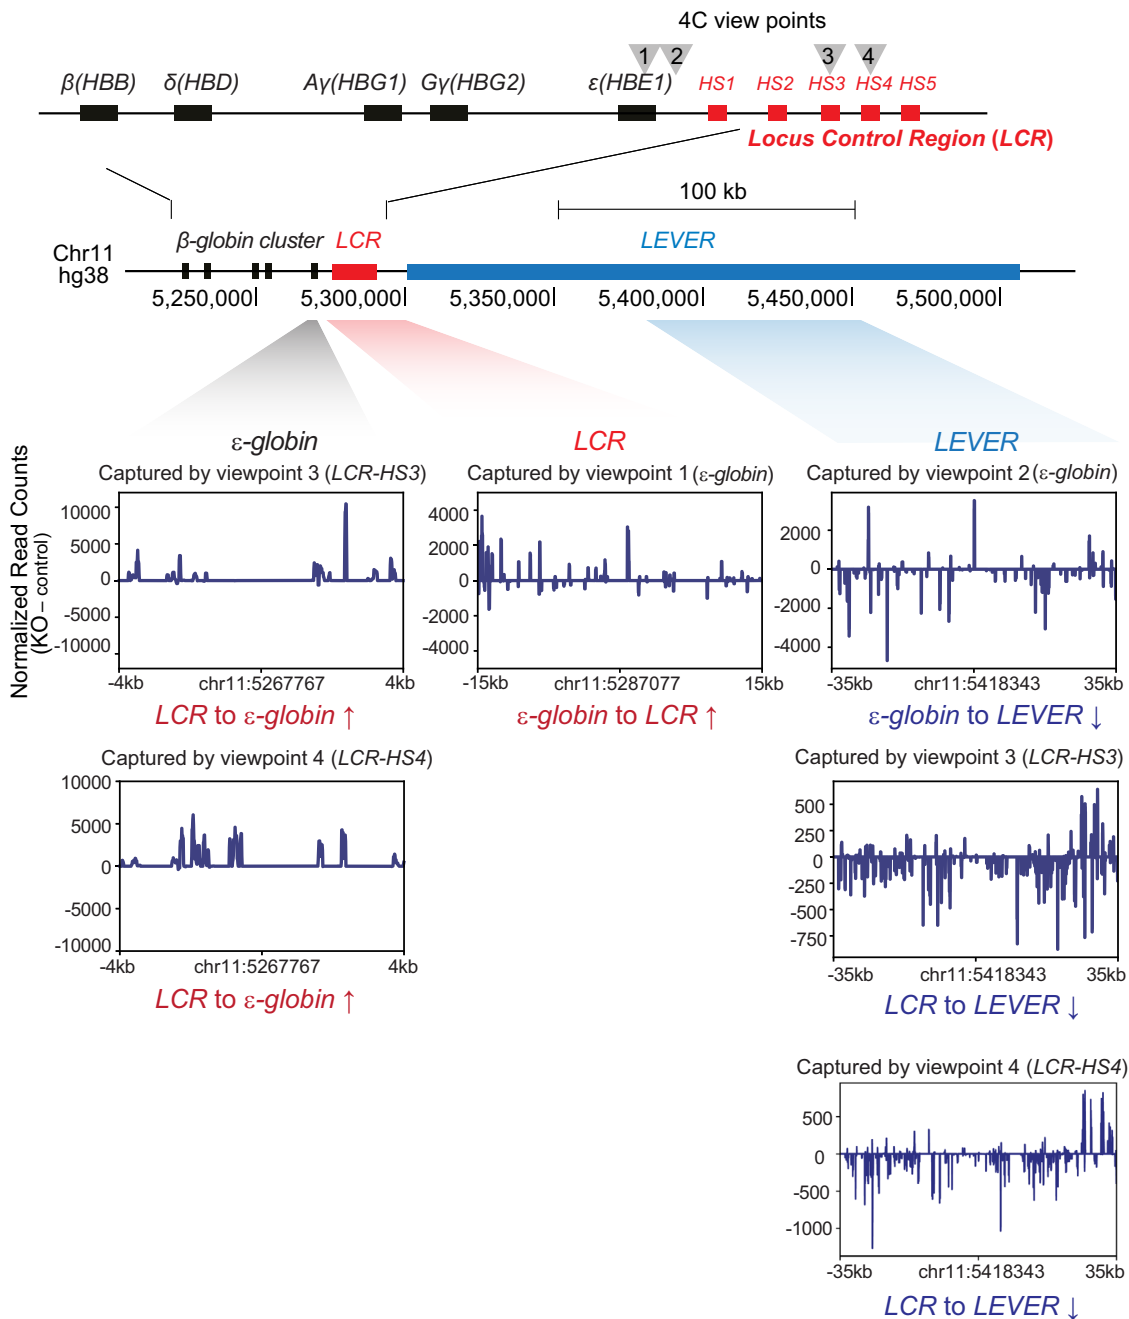 4C view points
1 2 3 4
β(HBB) δ(HBD) Aγ(HBG1) Gγ(HBG2) ε(HBE1) HS1 HS2 HS3 HS4 HS5
Locus Control Region (LCR)
100 kb
β-globin cluster LCR LEVER
Chr11
hg38
5,250,000 5,300,000 5,350,000 5,400,000 5,450,000 5,500,000
Normalized Read Counts
(KO – control)
ε-globin
Captured by viewpoint 3 (LCR-HS3)
10000
5000
0
-5000
-10000
-4kb chr11:5267767 4kb
LCR to ε-globin ↑
Captured by viewpoint 4 (LCR-HS4)
10000
5000
0
-5000
-10000
-4kb chr11:5267767 4kb
LCR to ε-globin ↑
LCR
Captured by viewpoint 1 (ε-globin)
4000
2000
0
-2000
-4000
-15kb chr11:5287077 15kb
ε-globin to LCR ↑
LEVER
Captured by viewpoint 2 (ε-globin)
2000
0
-2000
-4000
-35kb chr11:5418343 35kb
ε-globin to LEVER ↓
Captured by viewpoint 3 (LCR-HS3)
500
250
0
-250
-500
-750
-35kb chr11:5418343 35kb
LCR to LEVER ↓
Captured by viewpoint 4 (LCR-HS4)
500
0
-500
-1000
-35kb chr11:5418343 35kb
LCR to LEVER ↓